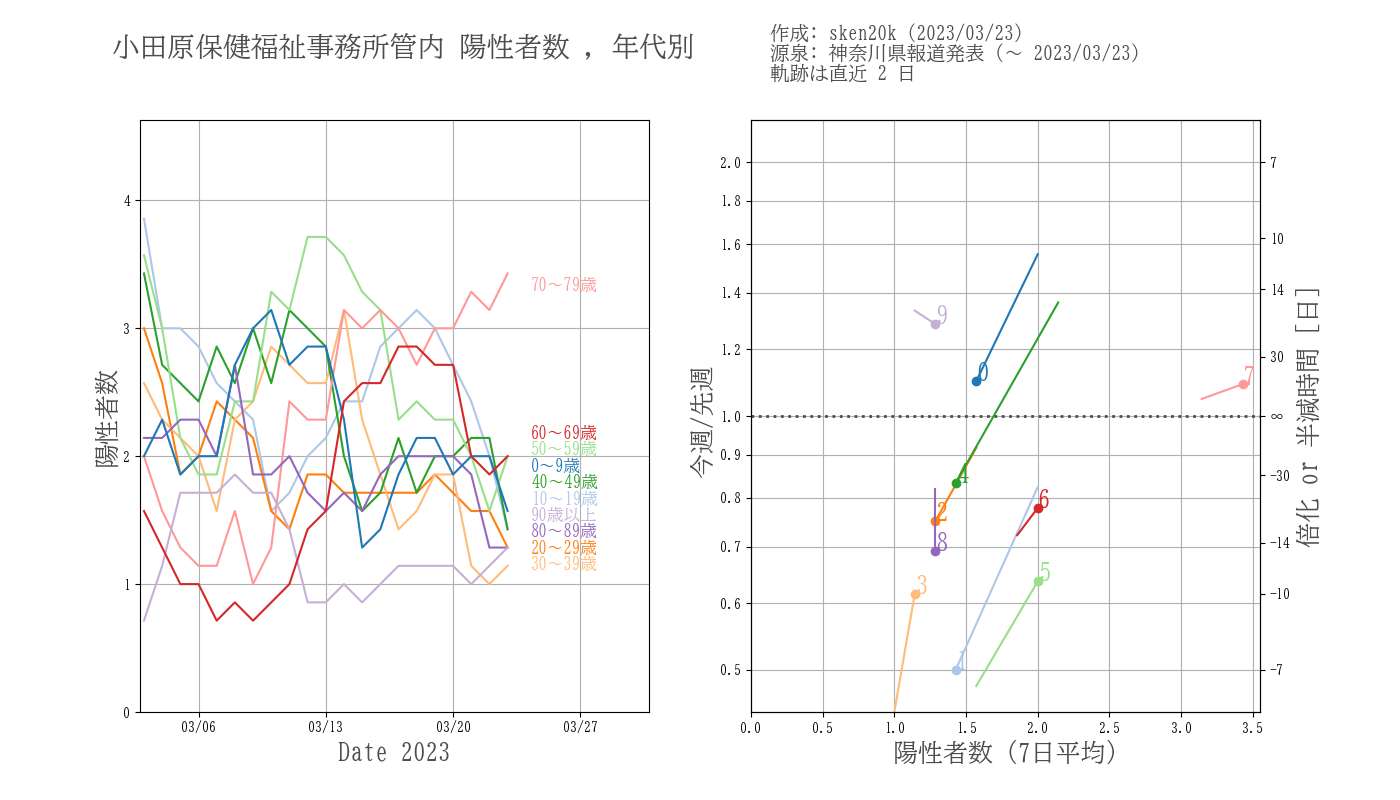 小田原保健福祉事務所管内 陽性者数 , 年代別
作成: sken20k (2023/03/23)
源泉: 神奈川県報道発表 (〜 2023/03/23)
軌跡は直近 2 日
陽性者数
4
3
2
1
0
03/06
03/13
03/20
03/27
Date 2023
70〜79歳
60〜69歳
50〜59歳
0〜9歳
40〜49歳
10〜19歳
90歳以上
80〜89歳
20〜29歳
30〜39歳
今週/先週
2.0
1.8
1.6
1.4
1.2
1.0
0.9
0.8
0.7
0.6
0.5
0.0
0.5
1.0
1.5
2.0
2.5
3.0
3.5
陽性者数 (7日平均)
9
0
7
4
2
6
8
3
5
1
7
10
14
30
∞
−30
−14
−10
−7
倍化 or 半減時間 [日]